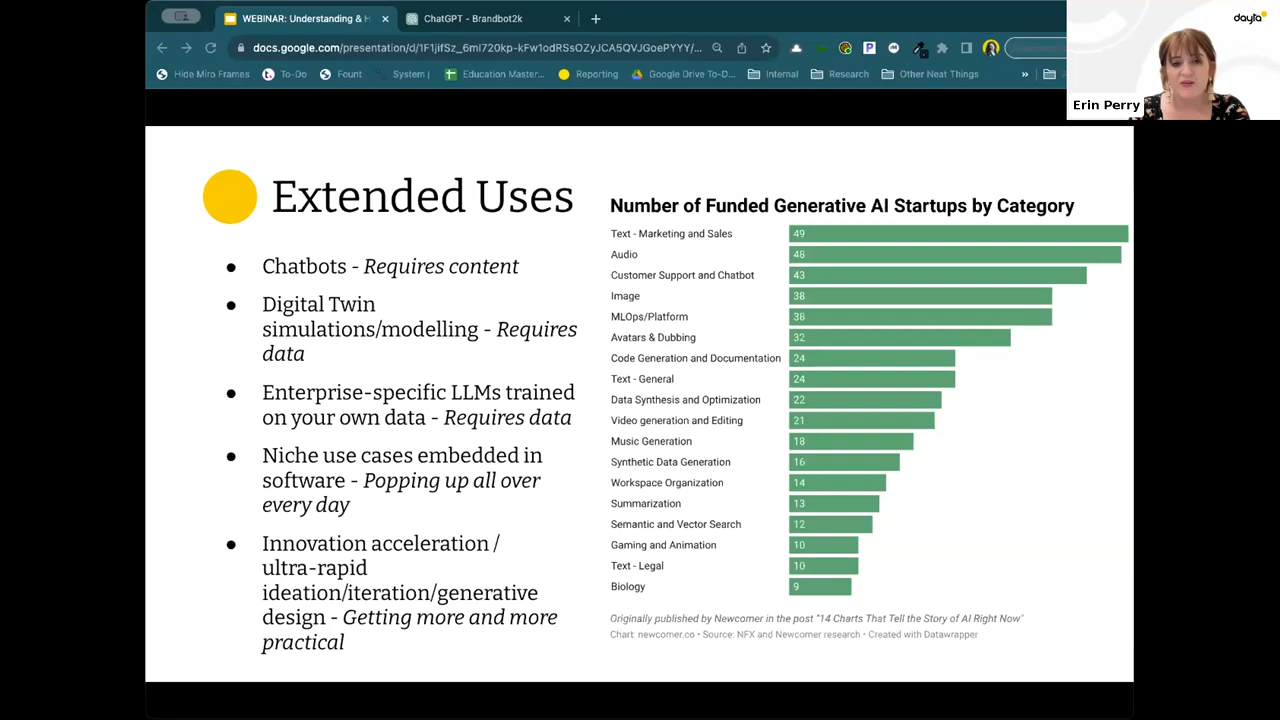 WEBINAR: Understanding & H
ChatGPT - Brandbot2k
docs.google.com/presentation/d/1F1jifSz_6ml720kp-kFw1odRSsOZyJCA5QVJGoePYYY/...
Hide Miro Frames
To-Do
Fount
System |
Education Master...
Reporting
Google Drive To-D...
Internal
Research
Other Neat Things
»
dayta
Erin Perry
Extended Uses
• Chatbots - Requires content
• Digital Twin
simulations/modelling - Requires
data
• Enterprise-specific LLMs trained
on your own data - Requires data
• Niche use cases embedded in
software - Popping up all over
every day
• Innovation acceleration /
ultra-rapid
ideation/iteration/generative
design - Getting more and more
practical
Number of Funded Generative AI Startups by Category
Text - Marketing and Sales 49
Audio 48
Customer Support and Chatbot 43
Image 38
MLOps/Platform 38
Avatars & Dubbing 32
Code Generation and Documentation 24
Text - General 24
Data Synthesis and Optimization 22
Video generation and Editing 21
Music Generation 18
Synthetic Data Generation 16
Workspace Organization 14
Summarization 13
Semantic and Vector Search 12
Gaming and Animation 10
Text - Legal 10
Biology 9
Originally published by Newcomer in the post "14 Charts That Tell the Story of AI Right Now"
Chart: newcomer.co • Source: NFX and Newcomer research • Created with Datawrapper